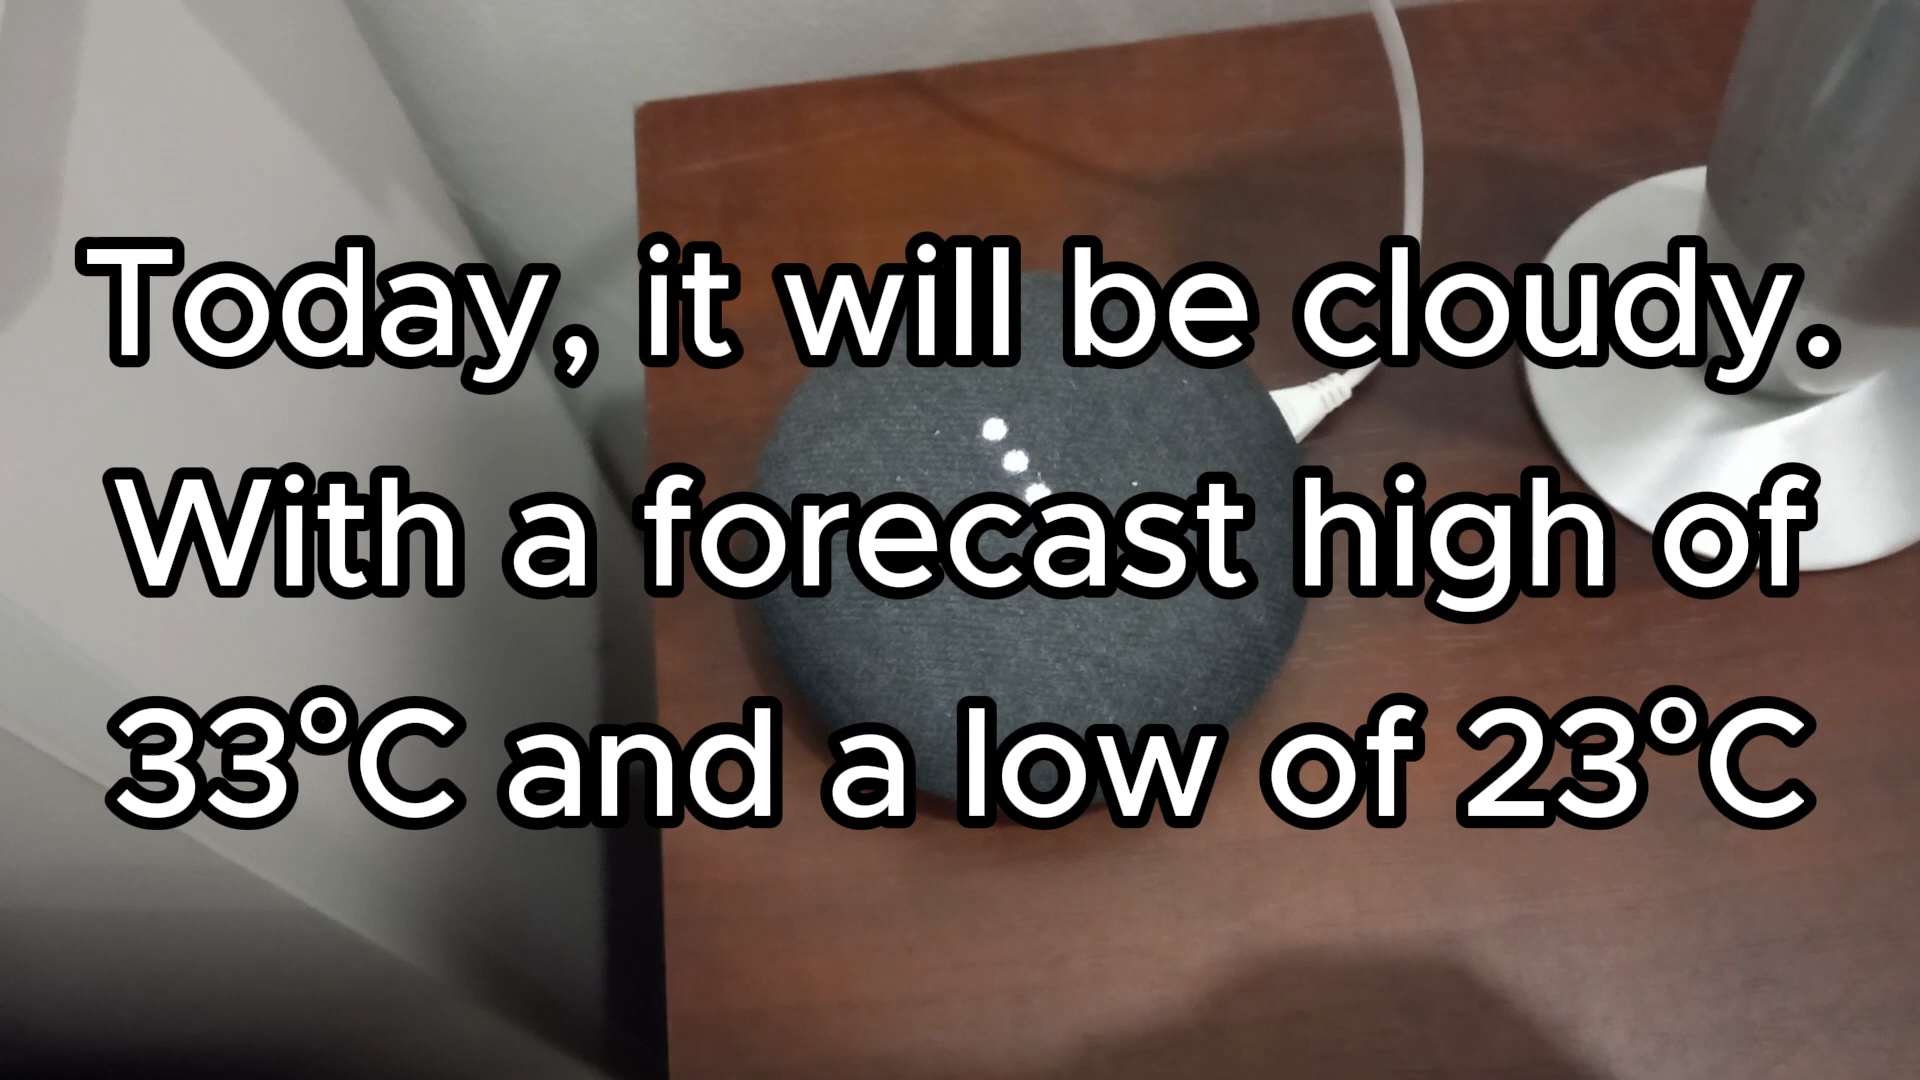 Today, it will be cloudy.
With a forecast high of
33°C and a low of 23°C